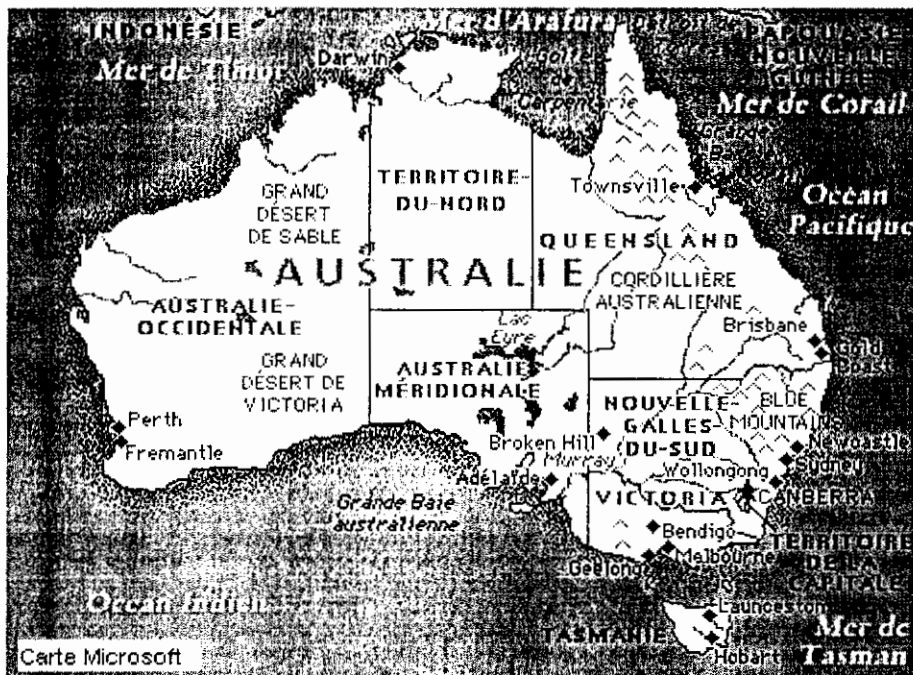 INDONÉSIE
Mer d'Arafura
PAPOUASIE-
NOUVELLE
GUINÉE
Mer de Timor
Darwin
Golfe
de
Carpentarie
Mer de Corail
Grande
GRAND
DÉSERT
DE SABLE
TERRITOIRE-
DU-NORD
Townsville
Océan
Pacifique
QUEENSLAND
AUSTRALIE
CORDILLIÈRE
AUSTRALIENNE
AUSTRALIE-
OCCIDENTALE
Lac
Eyre
Brisbane
Gold
Coast
GRAND
DÉSERT DE
VICTORIA
AUSTRALIE
MÉRIDIONALE
NOUVELLE-
GALLES-
DU-SUD
BLUE
MOUNTAINS
Perth
Fremantle
Broken Hill
Murray
Newcastle
Sydney
Wollongong
Adélaïde
VICTORIA
CANBERRA
Grande Baie
australienne
Bendigo
Melbourne
Geelong
TERRITOIRE
DE LA
CAPITALE
Océan Indien
Launceston
TASMANIE
Hobart
Mer de
Tasman
Carte Microsoft